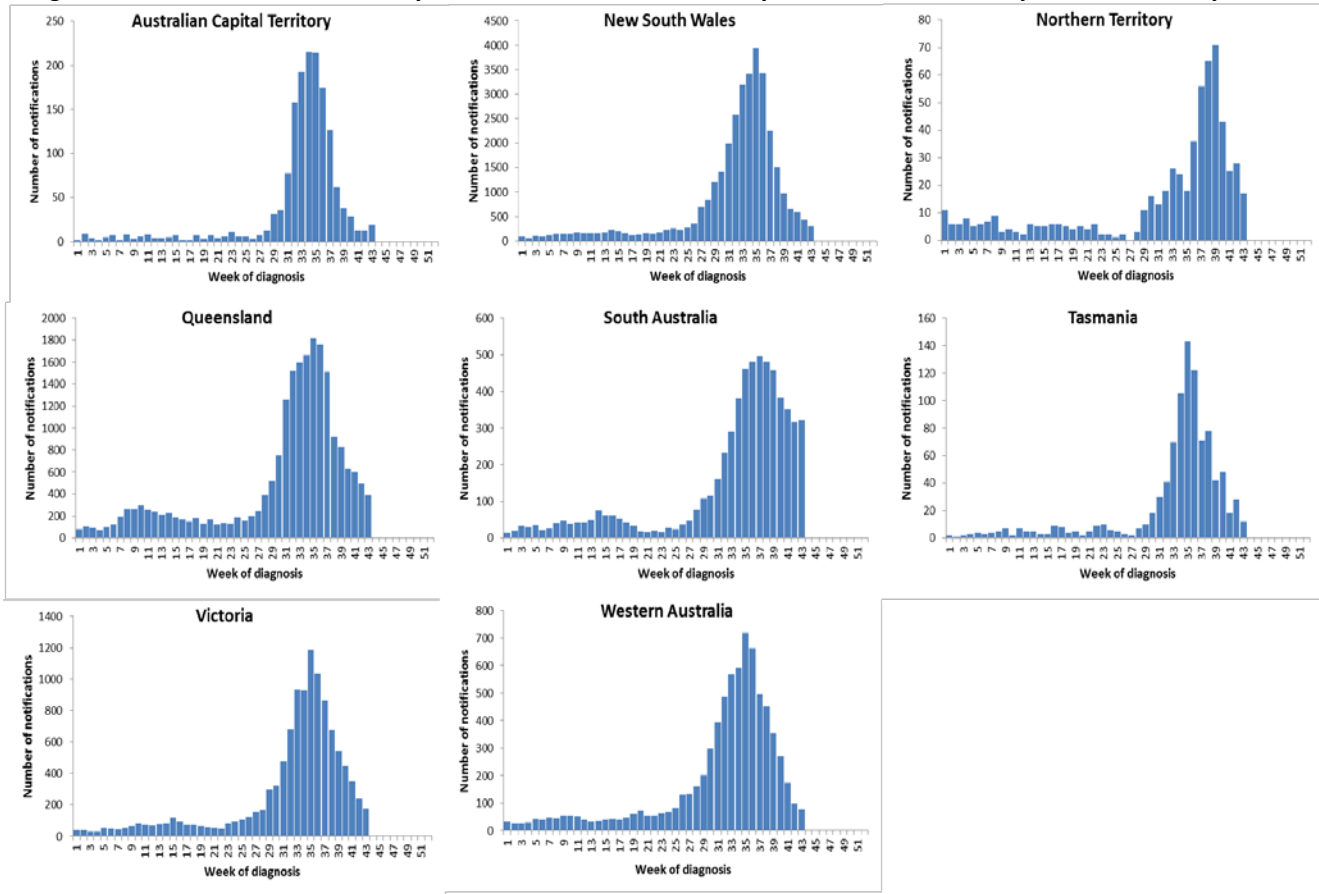 Australian Capital Territory
Number of notifications
250
200
150
100
50
0
1 3 5 7 9 11 13 15 17 19 21 23 25 27 29 31 33 35 37 39 41 43 45 47 49 51
Week of diagnosis
New South Wales
Number of notifications
4500
4000
3500
3000
2500
2000
1500
1000
500
0
1 3 5 7 9 11 13 15 17 19 21 23 25 27 29 31 33 35 37 39 41 43 45 47 49 51
Week of diagnosis
Northern Territory
Number of notifications
80
70
60
50
40
30
20
10
0
1 3 5 7 9 11 13 15 17 19 21 23 25 27 29 31 33 35 37 39 41 43 45 47 49 51
Week of diagnosis
Queensland
Number of notifications
2000
1800
1600
1400
1200
1000
800
600
400
200
0
1 3 5 7 9 11 13 15 17 19 21 23 25 27 29 31 33 35 37 39 41 43 45 47 49 51
Week of diagnosis
South Australia
Number of notifications
600
500
400
300
200
100
0
1 3 5 7 9 11 13 15 17 19 21 23 25 27 29 31 33 35 37 39 41 43 45 47 49 51
Week of diagnosis
Tasmania
Number of notifications
160
140
120
100
80
60
40
20
0
1 3 5 7 9 11 13 15 17 19 21 23 25 27 29 31 33 35 37 39 41 43 45 47 49 51
Week of diagnosis
Victoria
Number of notifications
1400
1200
1000
800
600
400
200
0
1 3 5 7 9 11 13 15 17 19 21 23 25 27 29 31 33 35 37 39 41 43 45 47 49 51
Week of diagnosis
Western Australia
Number of notifications
800
700
600
500
400
300
200
100
0
1 3 5 7 9 11 13 15 17 19 21 23 25 27 29 31 33 35 37 39 41 43 45 47 49 51
Week of diagnosis